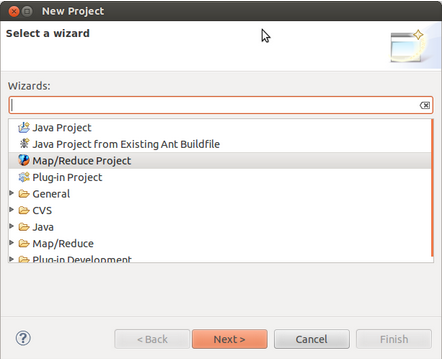 New Project
Select a wizard
Wizards:
Java Project
Java Project from Existing Ant Buildfile
Map/Reduce Project
Plug-in Project
General
CVS
Java
Map/Reduce
Plug-in Development
?
< Back
Next >
Cancel
Finish